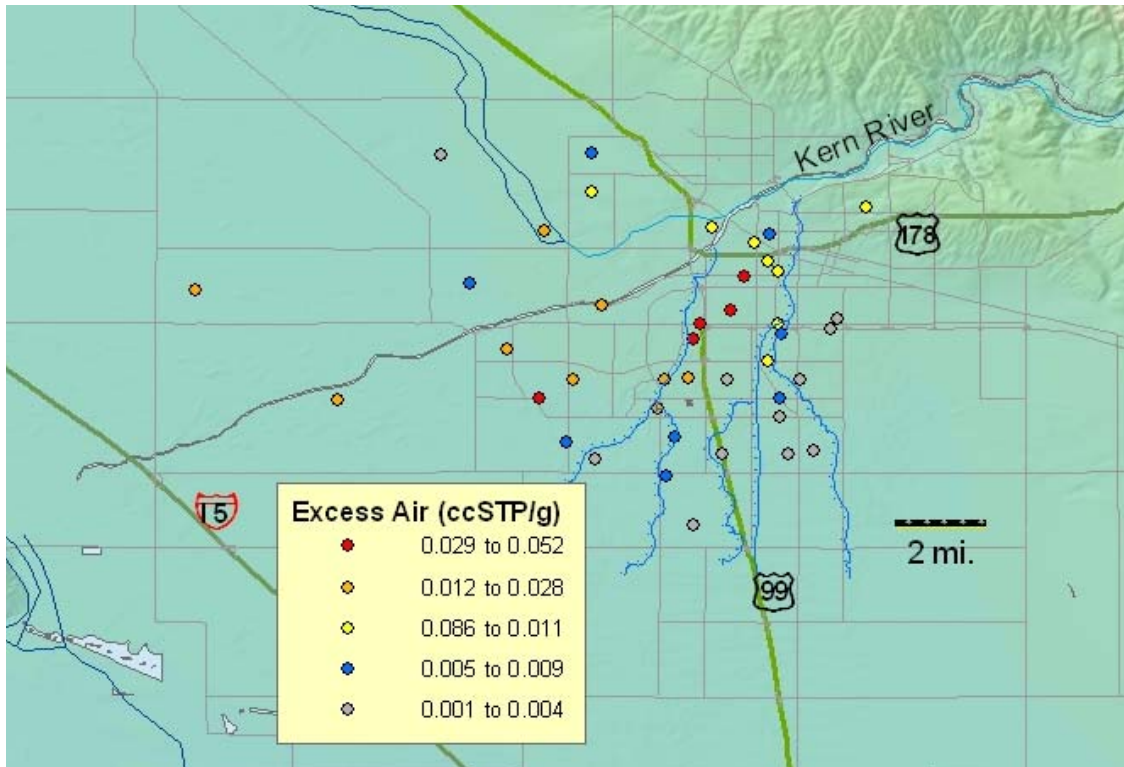 Kern River
178
15
Excess Air (ccSTP/g)
0.029 to 0.052
0.012 to 0.028
0.086 to 0.011
0.005 to 0.009
0.001 to 0.004
2 mi.
99